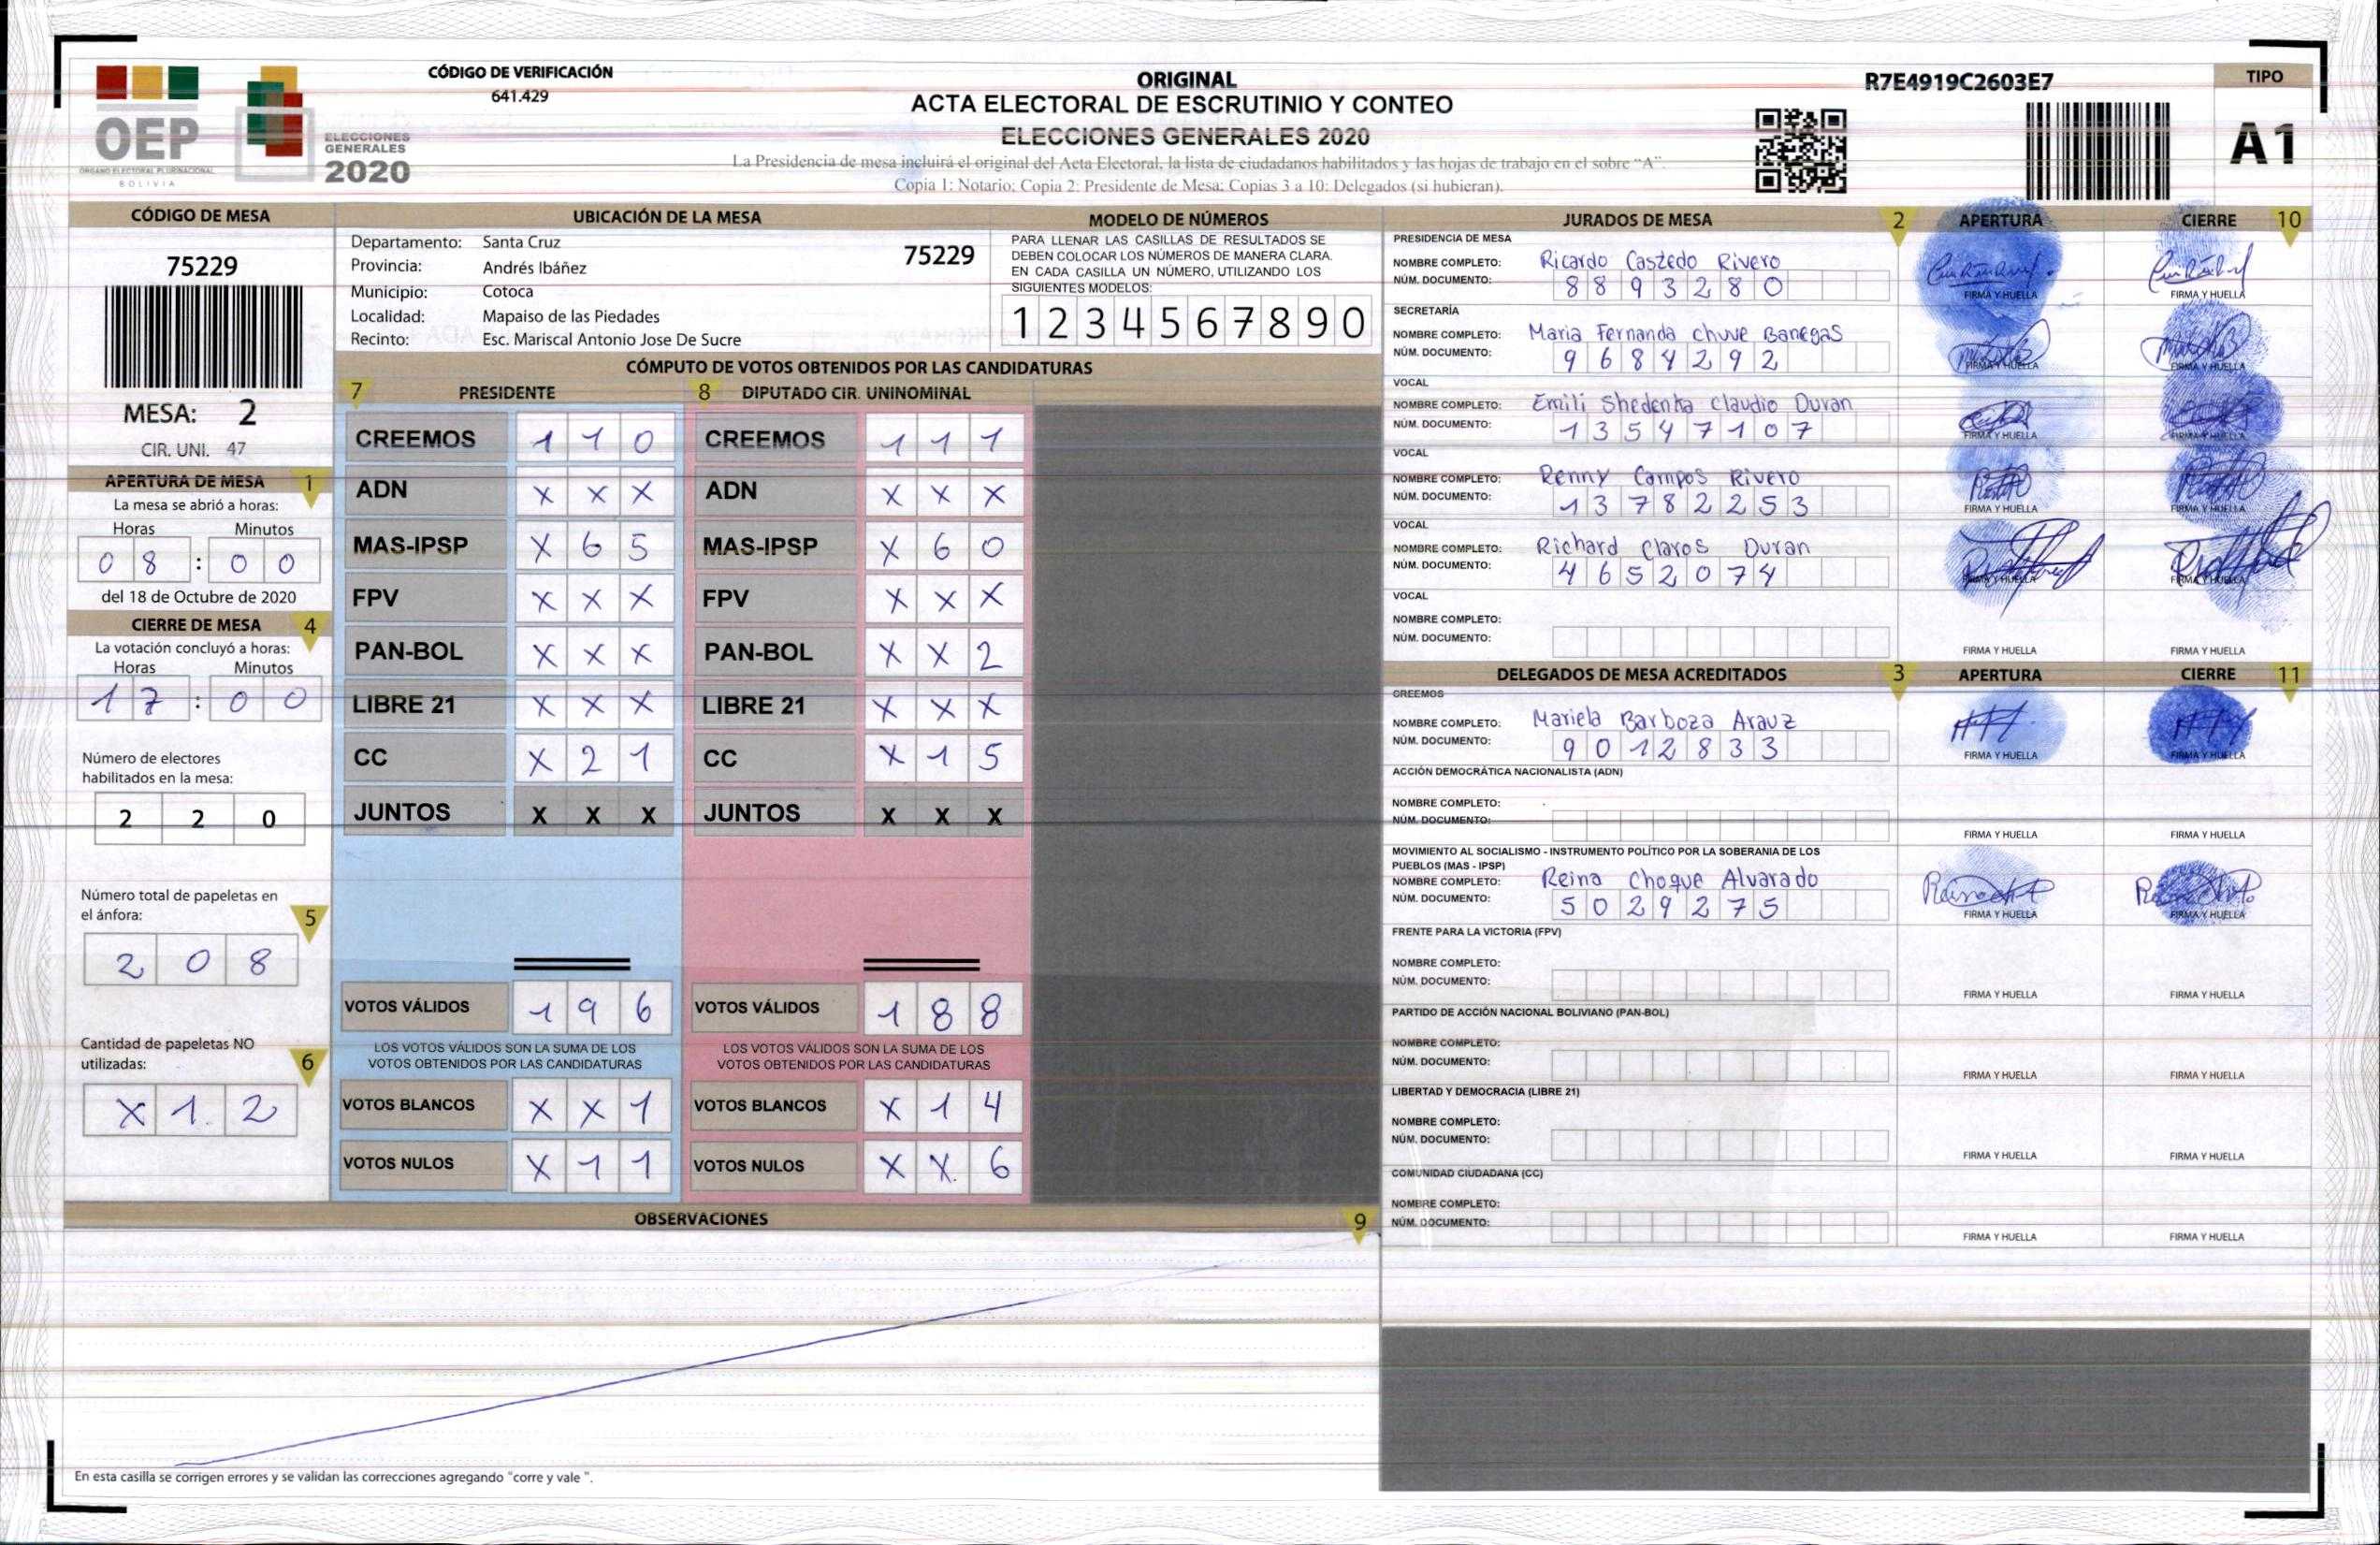 CÓDIGO DE VERIFICACIÓN
641.429
ORIGINAL
ACTA ELECTORAL DE ESCRUTINIO Y CONTEO
ELECCIONES GENERALES 2020
La Presidencia de mesa incluirá el original del Acta Electoral, la lista de ciudadanos habilitados y las hojas de trabajo en el sobre "A".
Copia 1: Notario; Copia 2: Presidente de Mesa; Copias 3 a 10: Delegados (si hubieran).
R7E4919C2603E7
TIPO
A1
OEP
ÓRGANO ELECTORAL PLURINACIONAL
BOLIVIA
ELECCIONES
GENERALES
2020
CÓDIGO DE MESA
75229
MESA: 2
CIR. UNI. 47
APERTURA DE MESA 1
La mesa se abrió a horas:
Horas Minutos
0 8 : 0 0
del 18 de Octubre de 2020
CIERRE DE MESA 4
La votación concluyó a horas:
Horas Minutos
1 7 : 0 0
Número de electores
habilitados en la mesa:
2 2 0
Número total de papeletas en
el ánfora: 5
2 0 8
Cantidad de papeletas NO
utilizadas: 6
X 1. 2
UBICACIÓN DE LA MESA
Departamento: Santa Cruz 75229
Provincia: Andrés Ibáñez
Municipio: Cotoca
Localidad: Mapaiso de las Piedades
Recinto: Esc. Mariscal Antonio Jose De Sucre
MODELO DE NÚMEROS
PARA LLENAR LAS CASILLAS DE RESULTADOS SE
DEBEN COLOCAR LOS NÚMEROS DE MANERA CLARA.
EN CADA CASILLA UN NÚMERO, UTILIZANDO LOS
SIGUIENTES MODELOS:
1 2 3 4 5 6 7 8 9 0
CÓMPUTO DE VOTOS OBTENIDOS POR LAS CANDIDATURAS
7 PRESIDENTE
CREEMOS 1 1 0
ADN X X X
MAS-IPSP X 6 5
FPV X X X
PAN-BOL X X X
LIBRE 21 X X X
CC X 2 1
JUNTOS X X X
VOTOS VÁLIDOS 1 9 6
LOS VOTOS VÁLIDOS SON LA SUMA DE LOS
VOTOS OBTENIDOS POR LAS CANDIDATURAS
VOTOS BLANCOS X X 1
VOTOS NULOS X 1 1
8 DIPUTADO CIR. UNINOMINAL
CREEMOS 1 1 1
ADN X X X
MAS-IPSP X 6 0
FPV X X X
PAN-BOL X X 2
LIBRE 21 X X X
CC X 1 5
JUNTOS X X X
VOTOS VÁLIDOS 1 8 8
LOS VOTOS VÁLIDOS SON LA SUMA DE LOS
VOTOS OBTENIDOS POR LAS CANDIDATURAS
VOTOS BLANCOS X 1 4
VOTOS NULOS X X. 6
OBSERVACIONES 9
En esta casilla se corrigen errores y se validan las correcciones agregando "corre y vale ".
JURADOS DE MESA 2 APERTURA CIERRE 10
PRESIDENCIA DE MESA
NOMBRE COMPLETO: Ricardo Castedo Rivero
NÚM. DOCUMENTO: 8 8 9 3 2 8 0
FIRMA Y HUELLA FIRMA Y HUELLA
SECRETARÍA
NOMBRE COMPLETO: Maria Fernanda Chuve Banegas
NÚM. DOCUMENTO: 9 6 8 4 2 9 2
FIRMA Y HUELLA FIRMA Y HUELLA
VOCAL
NOMBRE COMPLETO: Emili Shedenka Claudio Duran
NÚM. DOCUMENTO: 1 3 5 4 7 1 0 7
FIRMA Y HUELLA FIRMA Y HUELLA
VOCAL
NOMBRE COMPLETO: Renny Campos Rivero
NÚM. DOCUMENTO: 1 3 7 8 2 2 5 3
FIRMA Y HUELLA FIRMA Y HUELLA
VOCAL
NOMBRE COMPLETO: Richard Claros Duran
NÚM. DOCUMENTO: 4 6 5 2 0 7 4
FIRMA Y HUELLA FIRMA Y HUELLA
VOCAL
NOMBRE COMPLETO:
NÚM. DOCUMENTO:
FIRMA Y HUELLA FIRMA Y HUELLA
DELEGADOS DE MESA ACREDITADOS 3 APERTURA CIERRE 11
CREEMOS
NOMBRE COMPLETO: Mariela Barboza Arauz
NÚM. DOCUMENTO: 9 0 1 2 8 3 3
FIRMA Y HUELLA FIRMA Y HUELLA
ACCIÓN DEMOCRÁTICA NACIONALISTA (ADN)
NOMBRE COMPLETO:
NÚM. DOCUMENTO:
FIRMA Y HUELLA FIRMA Y HUELLA
MOVIMIENTO AL SOCIALISMO - INSTRUMENTO POLÍTICO POR LA SOBERANIA DE LOS
PUEBLOS (MAS - IPSP)
NOMBRE COMPLETO: Reina Choque Alvarado
NÚM. DOCUMENTO: 5 0 2 9 2 7 5
FIRMA Y HUELLA FIRMA Y HUELLA
FRENTE PARA LA VICTORIA (FPV)
NOMBRE COMPLETO:
NÚM. DOCUMENTO:
FIRMA Y HUELLA FIRMA Y HUELLA
PARTIDO DE ACCIÓN NACIONAL BOLIVIANO (PAN-BOL)
NOMBRE COMPLETO:
NÚM. DOCUMENTO:
FIRMA Y HUELLA FIRMA Y HUELLA
LIBERTAD Y DEMOCRACIA (LIBRE 21)
NOMBRE COMPLETO:
NÚM. DOCUMENTO:
FIRMA Y HUELLA FIRMA Y HUELLA
COMUNIDAD CIUDADANA (CC)
NOMBRE COMPLETO:
NÚM. DOCUMENTO:
FIRMA Y HUELLA FIRMA Y HUELLA